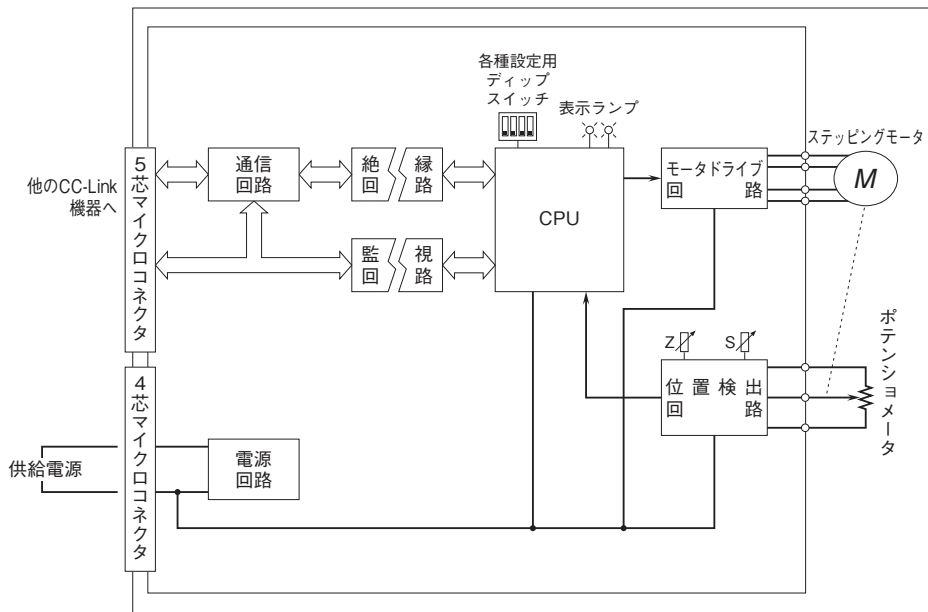 各種設定用
ディップ
スイッチ
表示ランプ
ステッピングモータ
5芯マイクロコネクタ
他のCC-Link
機器へ
通信
回路
絶縁
回路
CPU
モータドライブ
回路
M
監視
回路
Z
S
位置検出
回路
ポテンショメータ
4芯マイクロコネクタ
供給電源
電源
回路